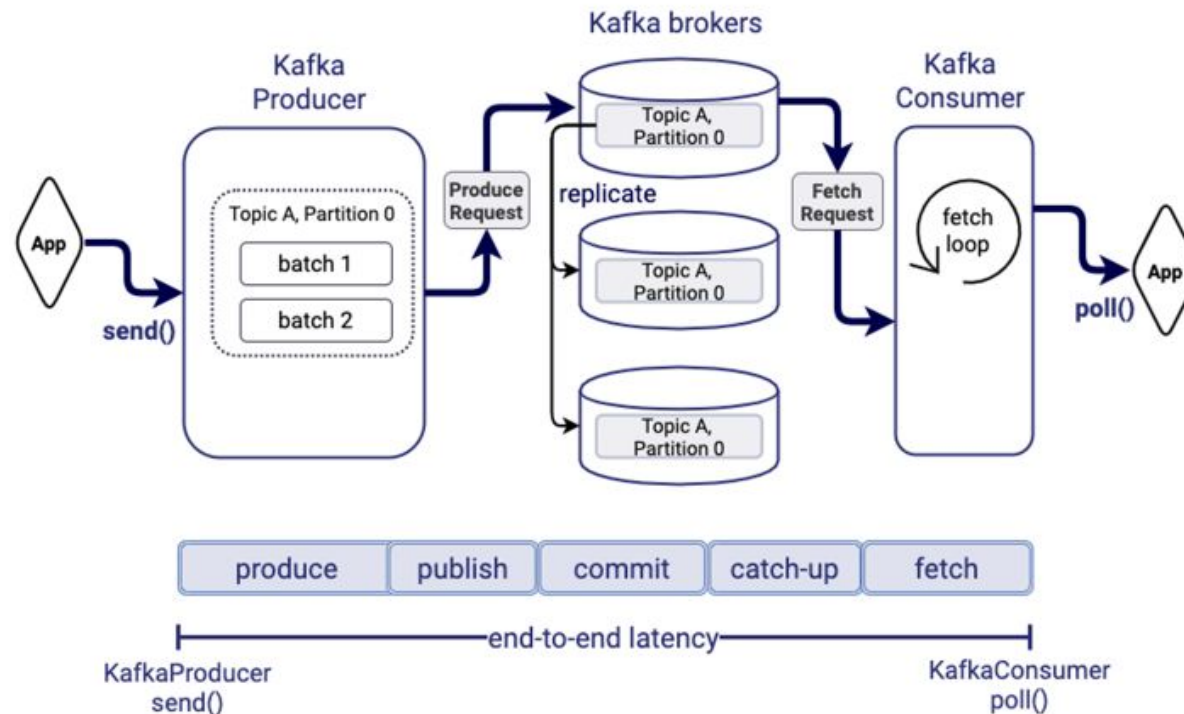 Kafka brokers
Kafka
Producer
Kafka
Consumer
App
send()
Topic A, Partition 0
batch 1
batch 2
Produce
Request
Topic A,
Partition 0
replicate
Topic A,
Partition 0
Topic A,
Partition 0
Fetch
Request
fetch
loop
poll()
App
produce
publish
commit
catch-up
fetch
end-to-end latency
KafkaProducer
send()
KafkaConsumer
poll()